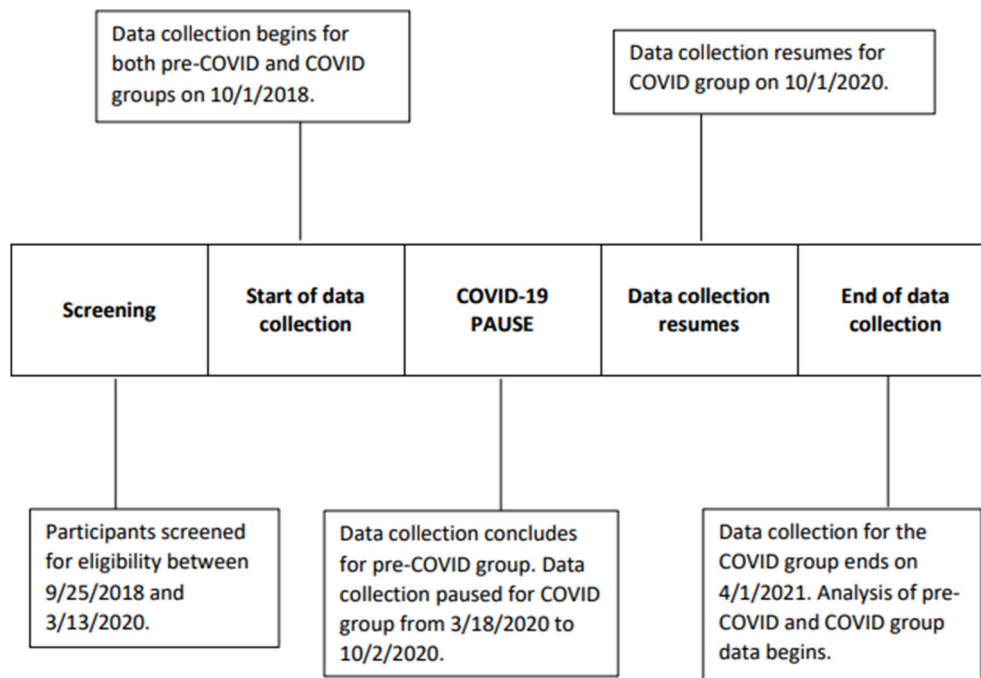 Data collection begins for
both pre-COVID and COVID
groups on 10/1/2018.
Data collection resumes for
COVID group on 10/1/2020.
Screening
Start of data
collection
COVID-19
PAUSE
Data collection
resumes
End of data
collection
Participants screened
for eligibility between
9/25/2018 and
3/13/2020.
Data collection concludes
for pre-COVID group. Data
collection paused for COVID
group from 3/18/2020 to
10/2/2020.
Data collection for the
COVID group ends on
4/1/2021. Analysis of pre-
COVID and COVID group
data begins.